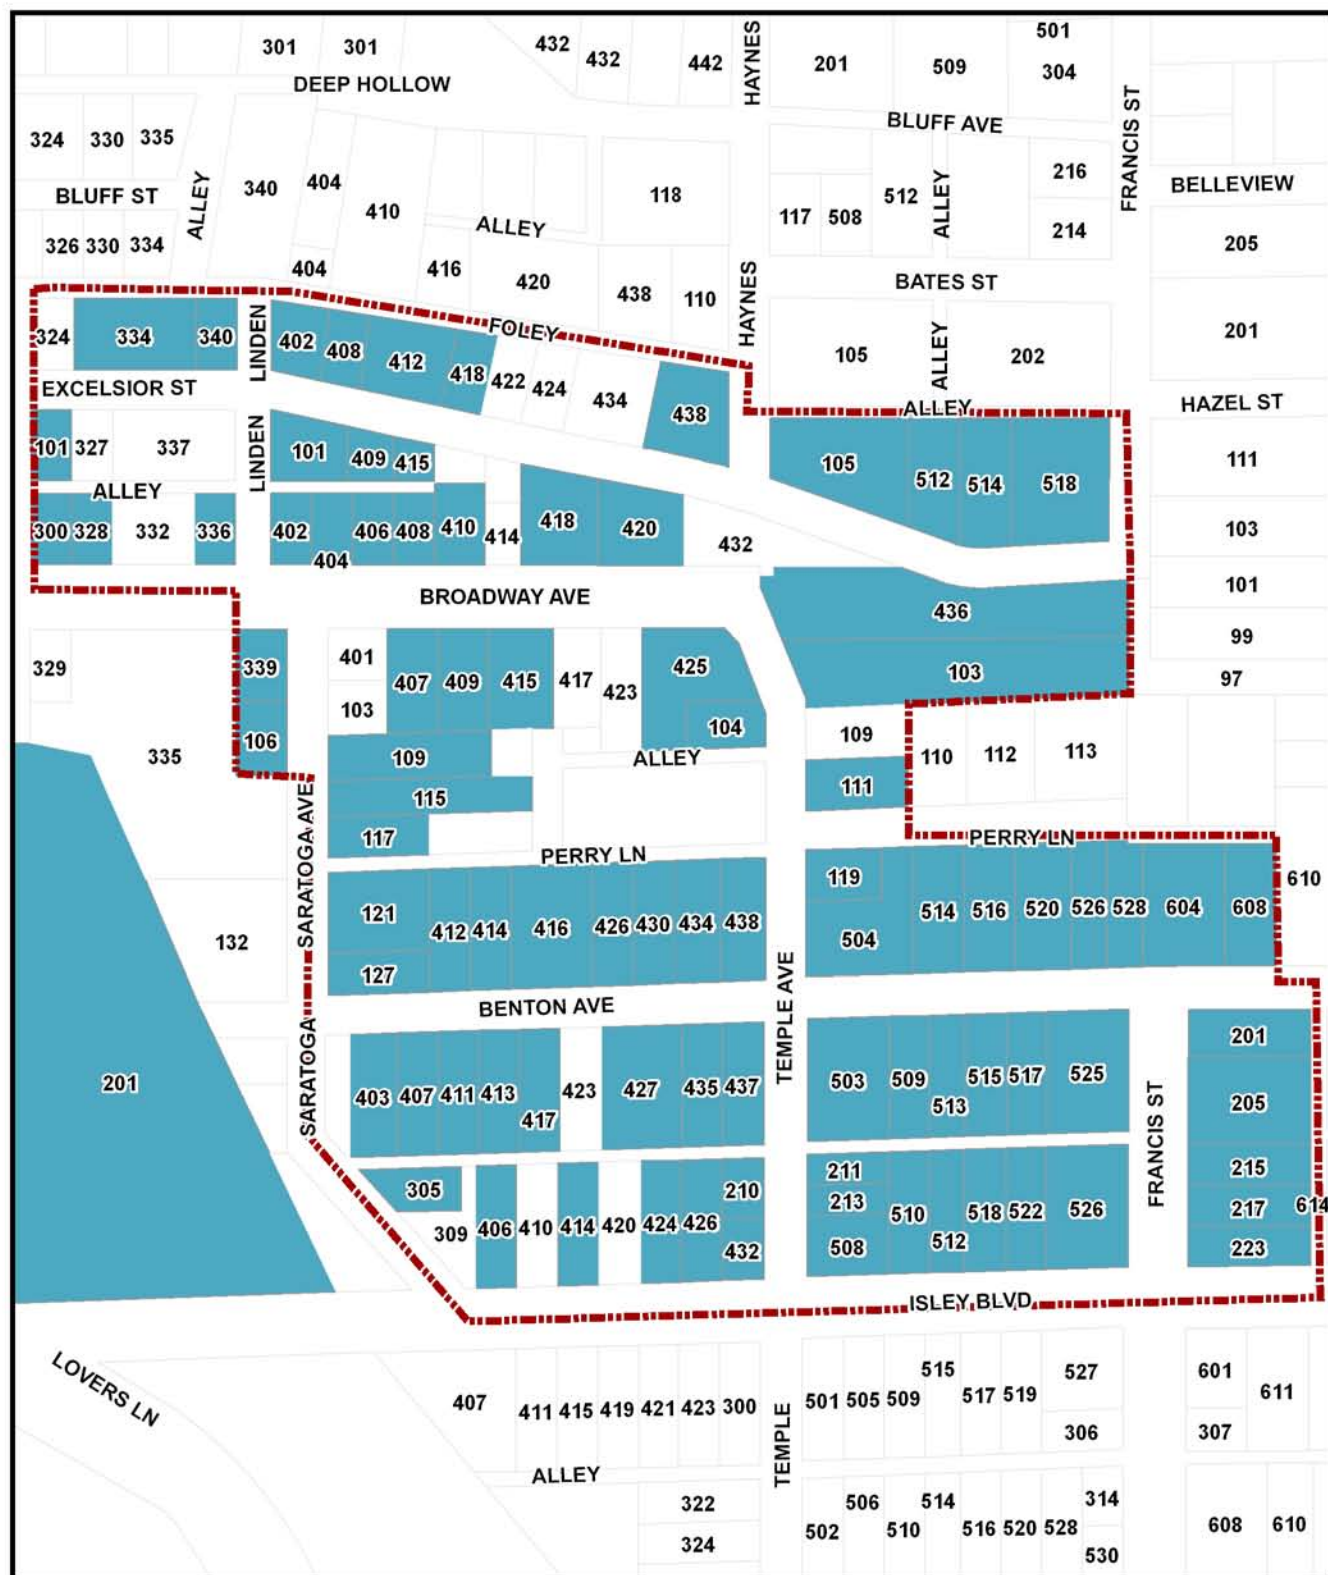 501
301 301 432 432 442 HAYNES 201 509 304
DEEP HOLLOW
BLUFF AVE
324 330 335 FRANCIS ST
404 216
BLUFF ST ALLEY 340 410 118 512 ALLEY BELLEVIEW
117 508
326 330 334 ALLEY 214 205
404 416 420 438 110 HAYNES BATES ST
324 334 340 LINDEN 402 408 412 418 FOLEY 201
422 424 434 438 105 ALLEY 202
EXCELSIOR ST ALLEY HAZEL ST
101 327 337 LINDEN 101 409 415 105 512 514 518 111
ALLEY
300 328 332 336 402 404 406 408 410 414 418 420 432 103
101
BROADWAY AVE 436
99
329 339 401 407 409 415 417 423 425 103 97
103
106 104 109
335 109 ALLEY 110 112 113
115 111
117
SARATOGA AVE PERRY LN PERRY LN
119 610
121 412 414 416 426 430 434 438 514 516 520 526 528 604 608
132 504
127
BENTON AVE TEMPLE AVE
201
201 SARATOGA 403 407 411 413 417 423 427 435 437 503 509 513 515 517 525 205
FRANCIS ST
211 215
305 210 213 217 614
309 406 410 414 420 424 426 432 508 510 512 518 522 526 223
ISLEY BLVD
LOVERS LN 515 527 601 611
407 411 415 419 421 423 300 501 505 509 517 519
306 307
ALLEY TEMPLE
322 506 514 314
324 502 510 516 520 528 530 608 610